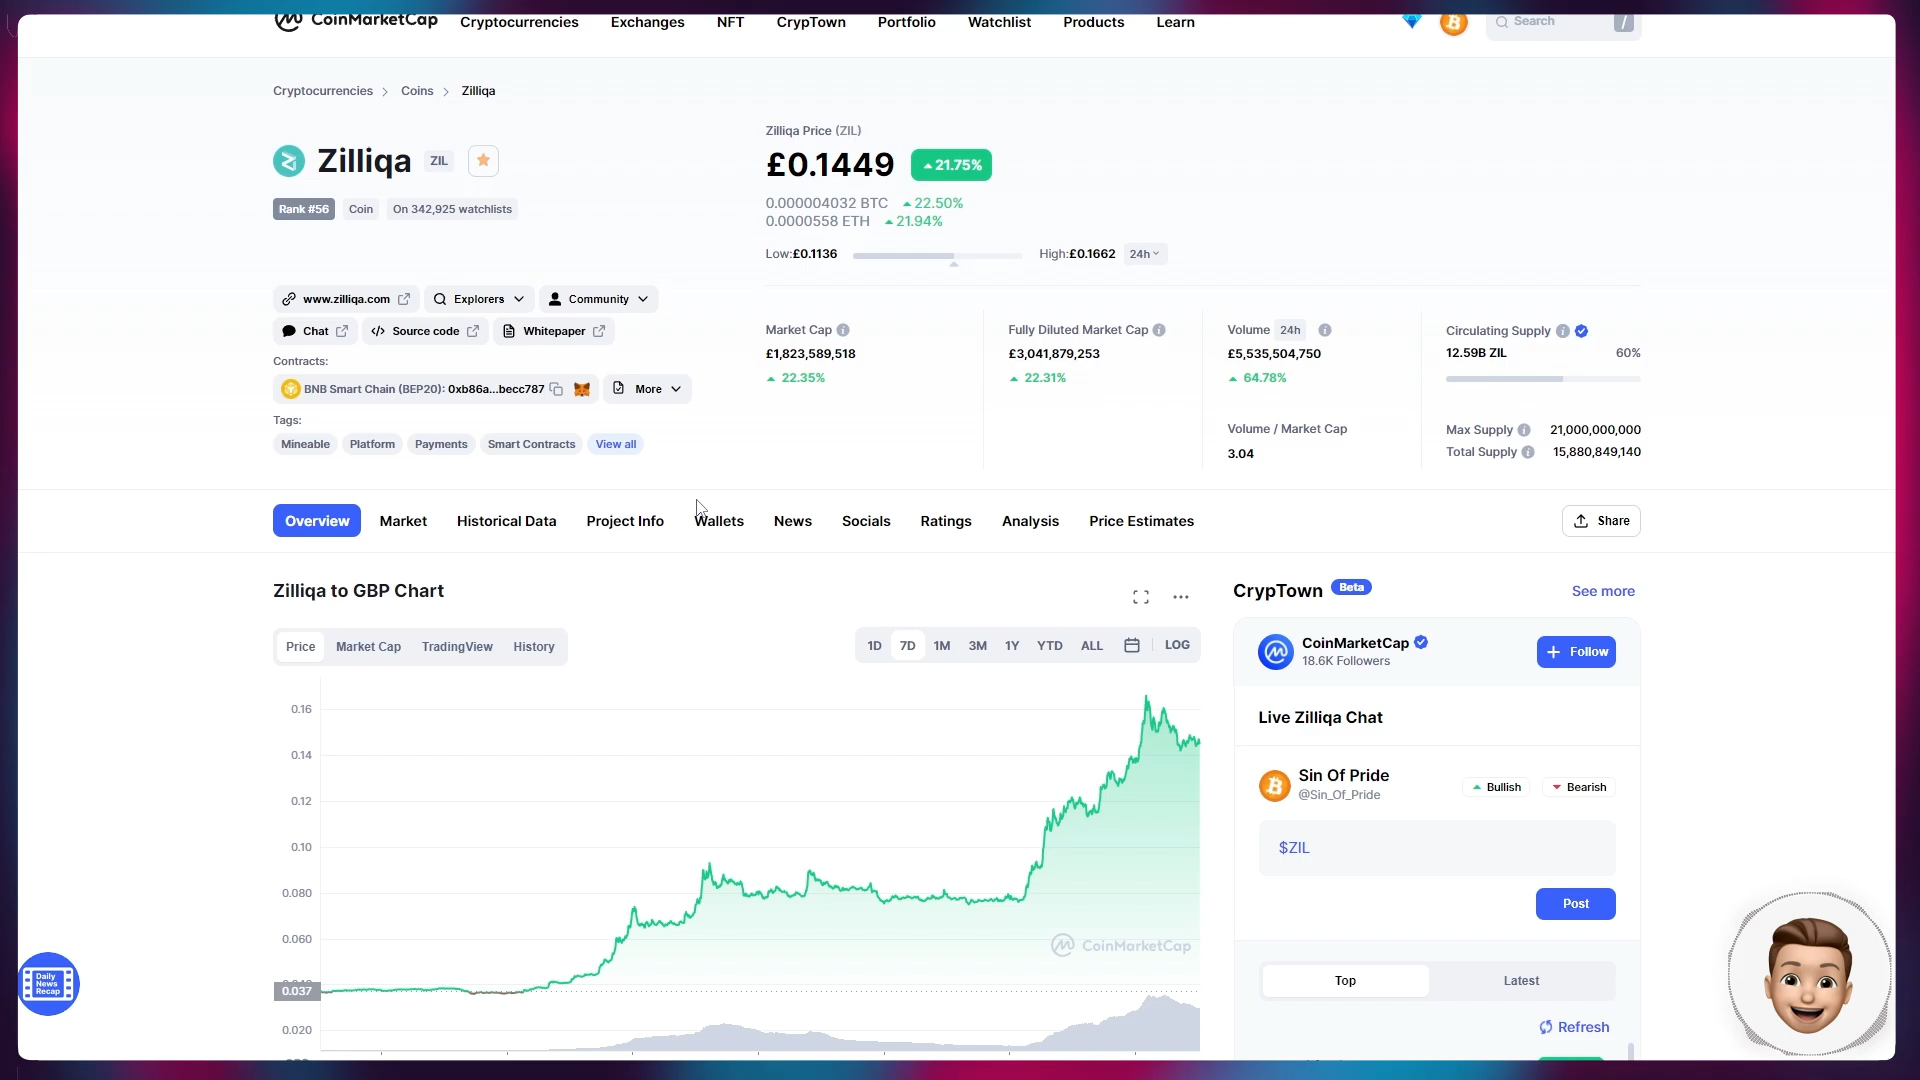 CoinMarketCap Cryptocurrencies Exchanges NFT CrypTown Portfolio Watchlist Products Learn Search /
Cryptocurrencies Coins Zilliqa
Zilliqa ZIL
Rank #56 Coin On 342,925 watchlists
www.zilliqa.com Explorers Community
Chat Source code Whitepaper
Contracts:
BNB Smart Chain (BEP20): 0xb86a...becc787 More
Tags:
Mineable Platform Payments Smart Contracts View all
Zilliqa Price (ZIL)
£0.1449 21.75%
0.000004032 BTC 22.50%
0.0000558 ETH 21.94%
Low:£0.1136 High:£0.1662 24h
Market Cap
£1,823,589,518
22.35%
Fully Diluted Market Cap
£3,041,879,253
22.31%
Volume 24h
£5,535,504,750
64.78%
Volume / Market Cap
3.04
Circulating Supply
12.59B ZIL 60%
Max Supply 21,000,000,000
Total Supply 15,880,849,140
Overview Market Historical Data Project Info Wallets News Socials Ratings Analysis Price Estimates Share
Zilliqa to GBP Chart
Price Market Cap TradingView History
1D 7D 1M 3M 1Y YTD ALL LOG
0.16
0.14
0.12
0.10
0.080
0.060
0.037
0.020
CoinMarketCap
CrypTown Beta See more
CoinMarketCap
18.6K Followers
Follow
Live Zilliqa Chat
Sin Of Pride
@Sin_Of_Pride
Bullish Bearish
$ZIL
Post
Top Latest
Refresh
Daily
News
Recap